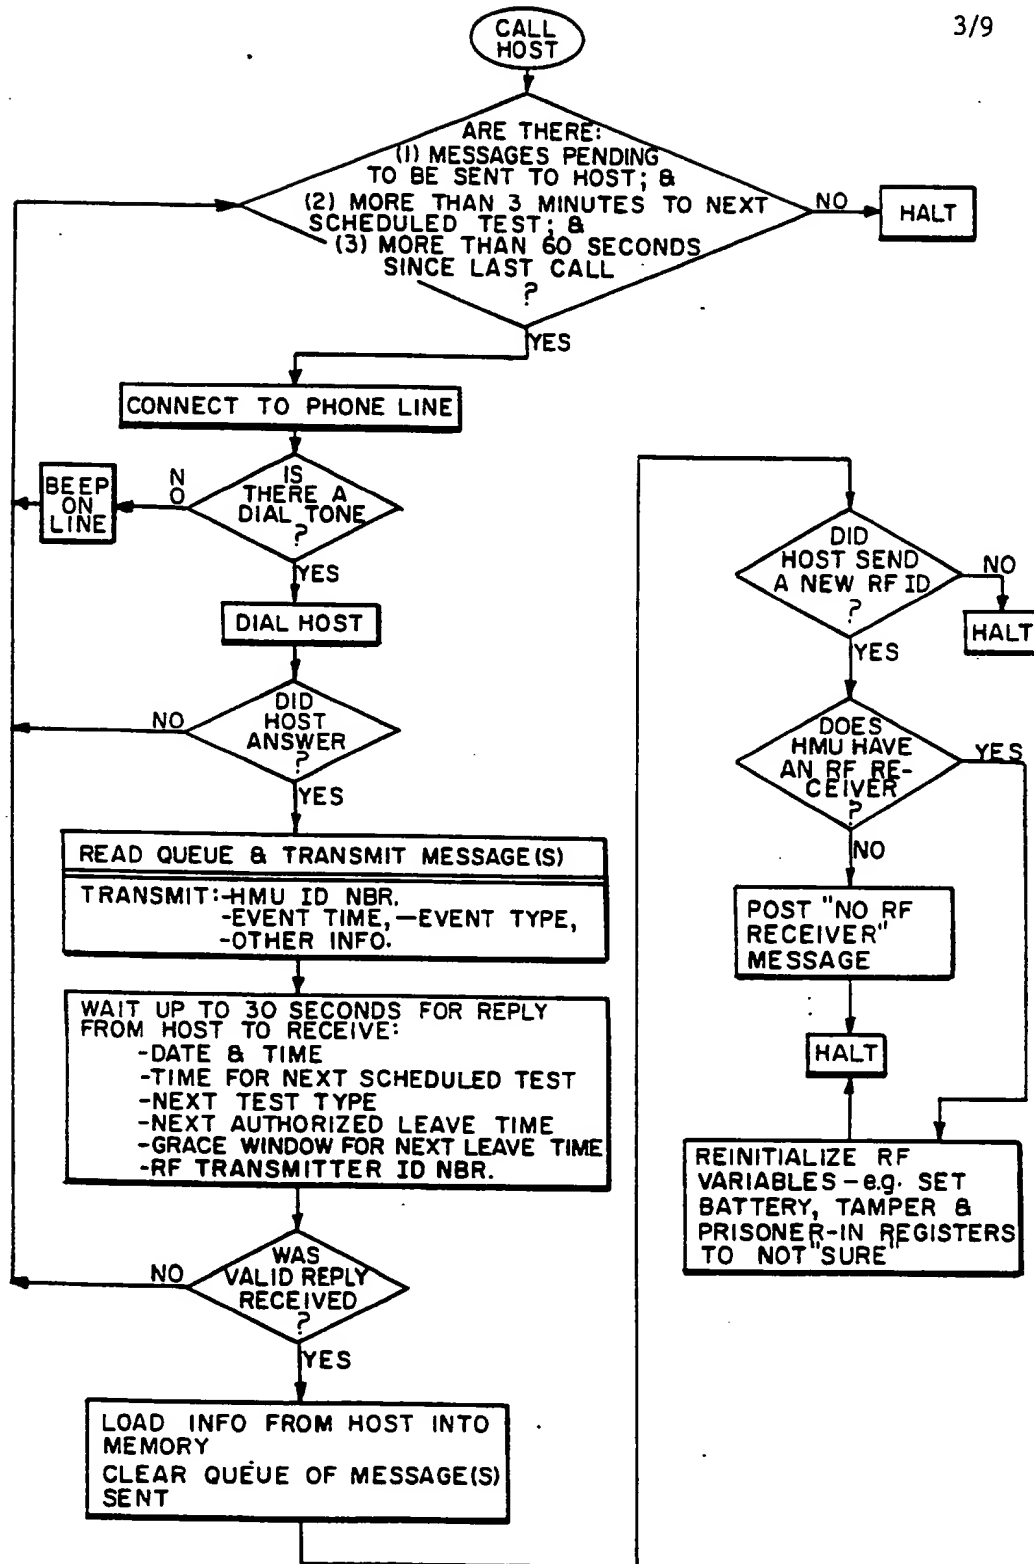 3/9
CALL
HOST
ARE THERE:
(1) MESSAGES PENDING
TO BE SENT TO HOST; &
(2) MORE THAN 3 MINUTES TO NEXT
SCHEDULED TEST; &
(3) MORE THAN 60 SECONDS
SINCE LAST CALL
?
NO
HALT
YES
CONNECT TO PHONE LINE
IS
THERE A
DIAL TONE
?
NO
BEEP
ON
LINE
YES
DIAL HOST
DID
HOST
ANSWER
?
NO
YES
READ QUEUE & TRANSMIT MESSAGE(S)
TRANSMIT:-HMU ID NBR.
-EVENT TIME, -EVENT TYPE,
-OTHER INFO.
WAIT UP TO 30 SECONDS FOR REPLY
FROM HOST TO RECEIVE:
-DATE & TIME
-TIME FOR NEXT SCHEDULED TEST
-NEXT TEST TYPE
-NEXT AUTHORIZED LEAVE TIME
-GRACE WINDOW FOR NEXT LEAVE TIME
-RF TRANSMITTER ID NBR.
WAS
VALID REPLY
RECEIVED
?
NO
YES
LOAD INFO FROM HOST INTO
MEMORY
CLEAR QUEUE OF MESSAGE(S)
SENT
DID
HOST SEND
A NEW RF ID
?
NO
HALT
YES
DOES
HMU HAVE
AN RF RE-
CEIVER
?
YES
NO
POST "NO RF
RECEIVER"
MESSAGE
HALT
REINITIALIZE RF
VARIABLES - e.g. SET
BATTERY, TAMPER &
PRISONER-IN REGISTERS
TO NOT "SURE"